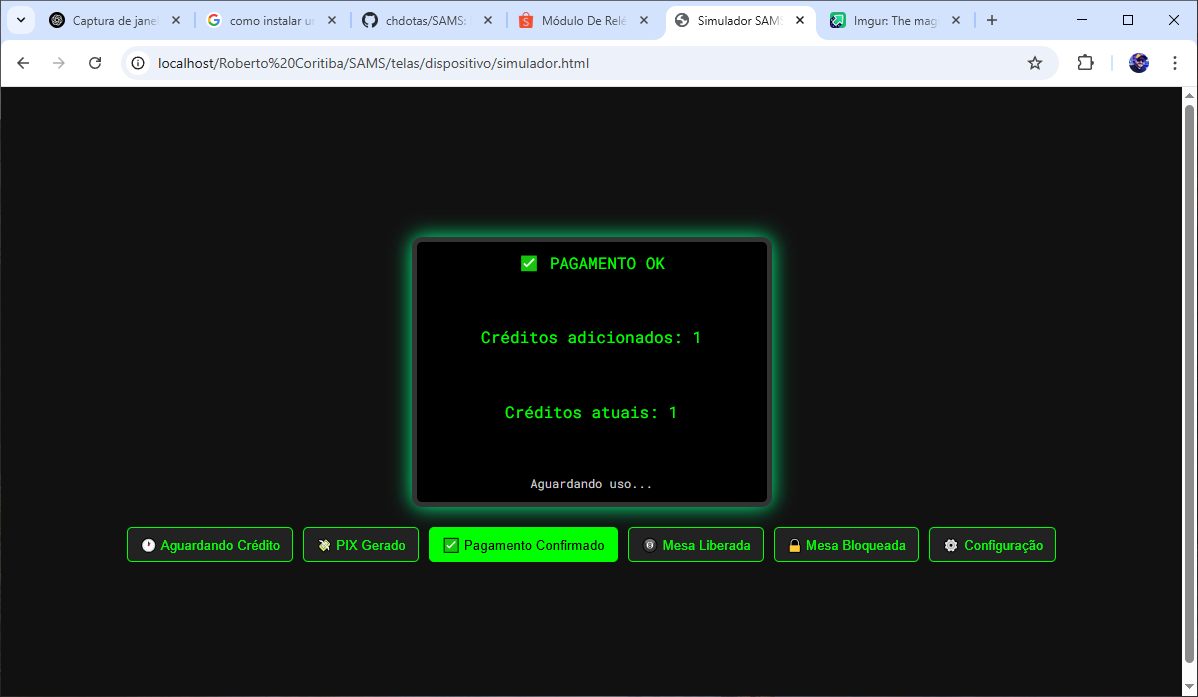 Captura de jane
como instalar ur
chdotas/SAMS:
Módulo De Relé
Simulador SAMS
Imgur: The mag
localhost/Roberto%20Coritiba/SAMS/telas/dispositivo/simulador.html
✅ PAGAMENTO OK
Créditos adicionados: 1
Créditos atuais: 1
Aguardando uso...
🕐 Aguardando Crédito
💸 PIX Gerado
✅ Pagamento Confirmado
🎱 Mesa Liberada
🔒 Mesa Bloqueada
⚙️ Configuração